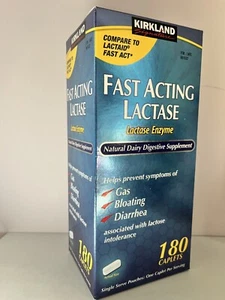 KIRKLAND
Signature
COMPARE TO
LACTAID®
FAST ACT*
FAST ACTING
LACTASE
Lactase Enzyme
Natural Dairy Digestive Supplement
Helps prevent symptoms of
Gas
Bloating
Diarrhea
associated with lactose
intolerance
180
CAPLETS
Single Serve Pouches: One Caplet Per Serving
180